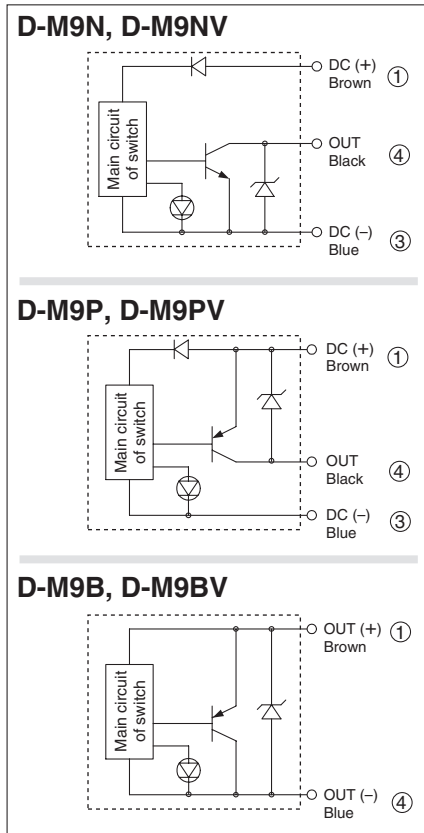 D-M9N, D-M9NV
DC (+)
Brown
①
Main circuit
of switch
OUT
Black
④
DC (–)
Blue
③
D-M9P, D-M9PV
DC (+)
Brown
①
Main circuit
of switch
OUT
Black
④
DC (–)
Blue
③
D-M9B, D-M9BV
OUT (+)
Brown
①
Main circuit
of switch
OUT (–)
Blue
④